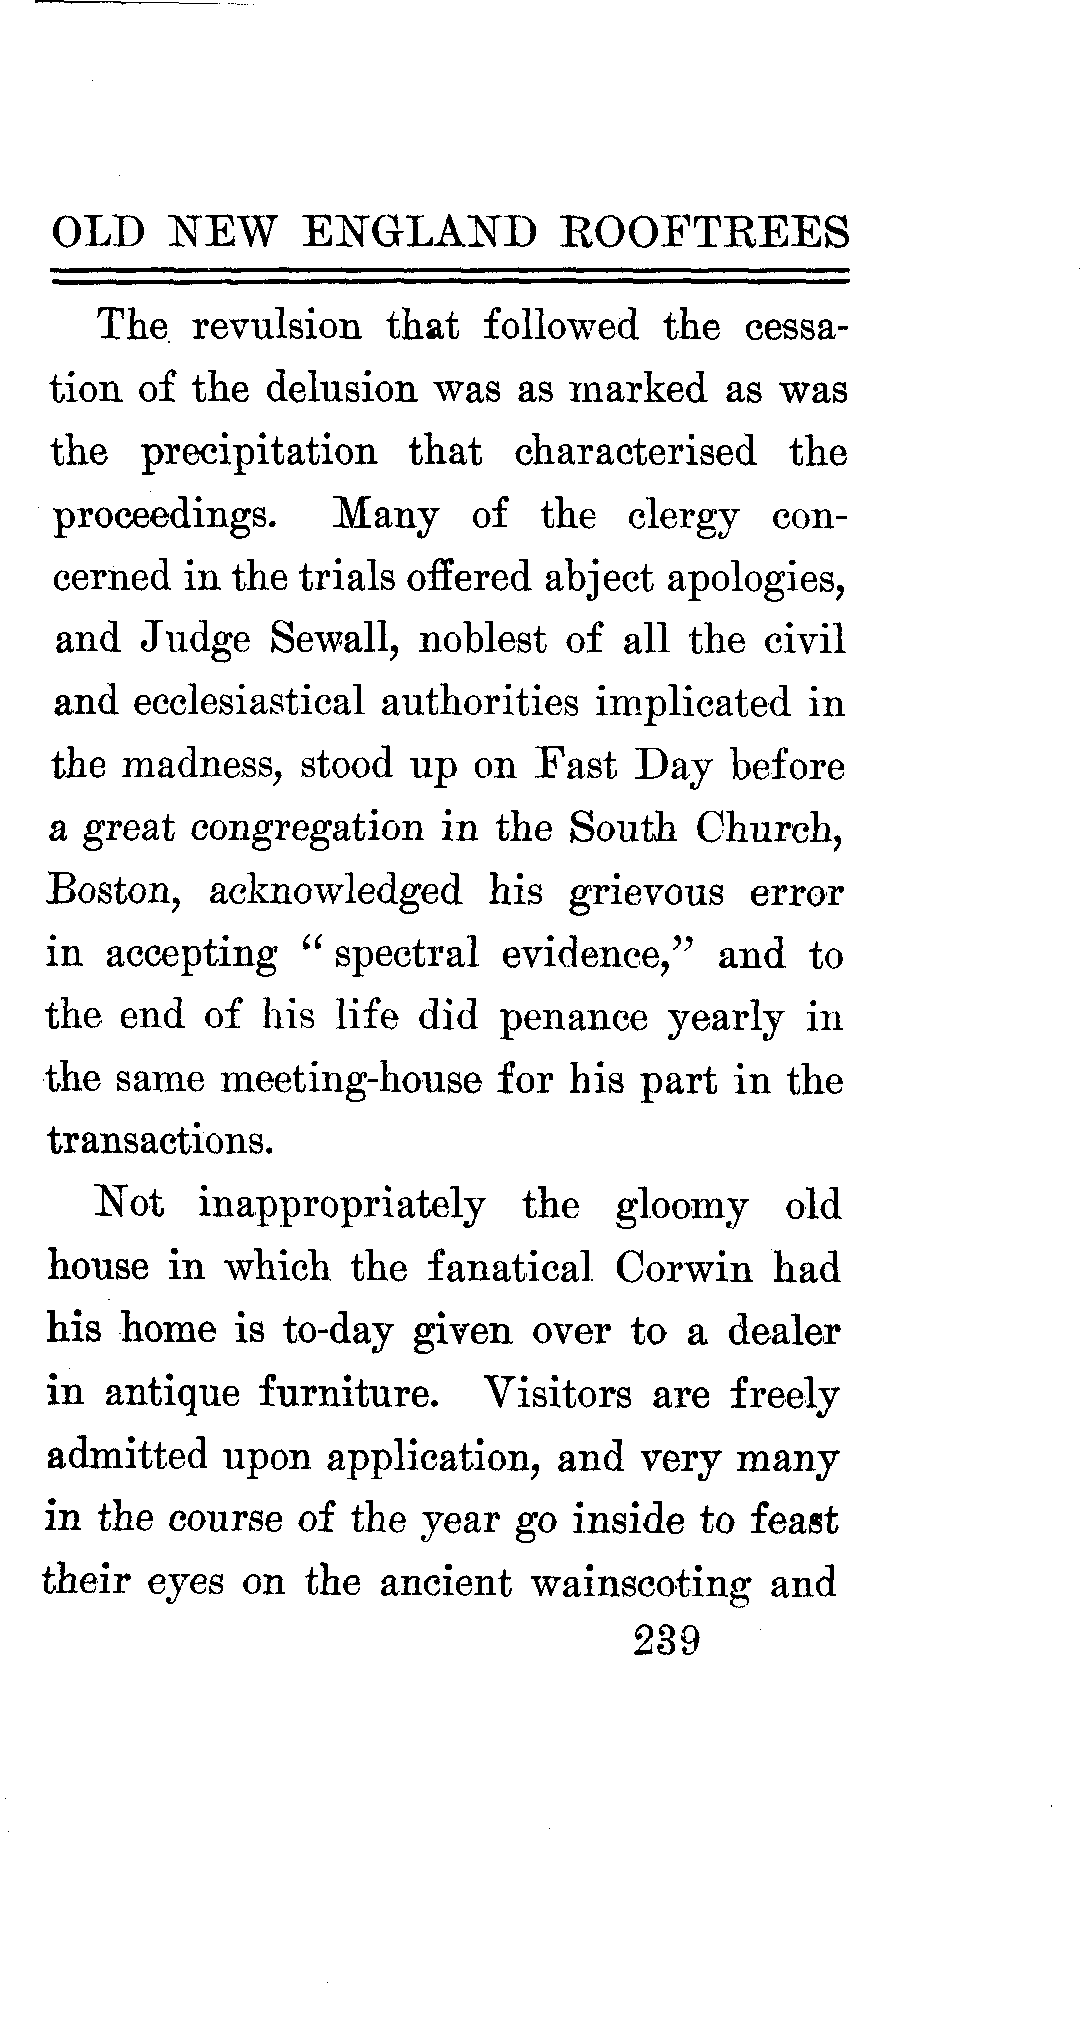 OLD NEW ENGLAND ROOFTREES
The revulsion that followed the cessa-
tion of the delusion was as marked as was
the precipitation that characterised the
proceedings. Many of the clergy con-
cerned in the trials offered abject apologies,
and Judge Sewall, noblest of all the civil
and ecclesiastical authorities implicated in
the madness, stood up on Fast Day before
a great congregation in the South Church,
Boston, acknowledged his grievous error
in accepting “ spectral evidence,” and to
the end of his life did penance yearly in
the same meeting-house for his part in the
transactions.
Not inappropriately the gloomy old
house in which the fanatical Corwin had
his home is to-day given over to a dealer
in antique furniture. Visitors are freely
admitted upon application, and very many
in the course of the year go inside to feast
their eyes on the ancient wainscoting and
239